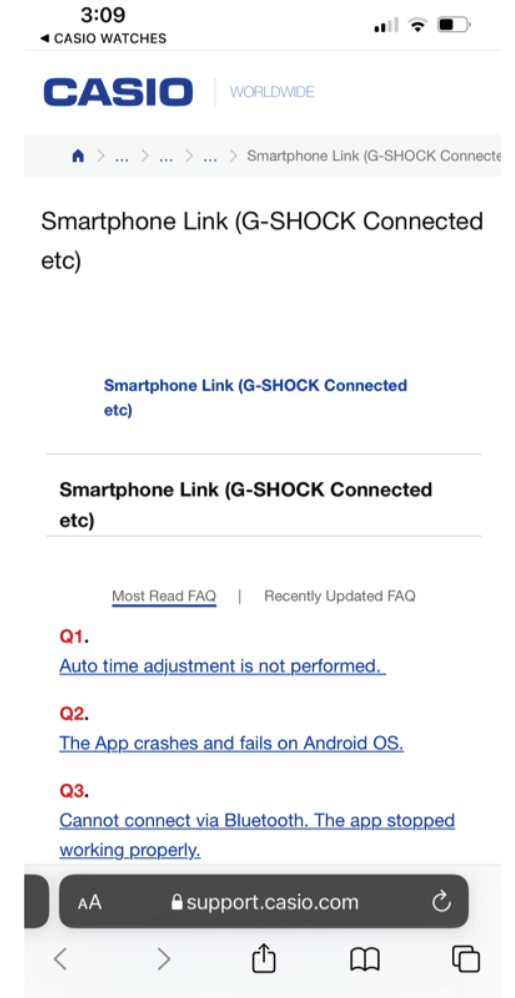 3:09
◀ CASIO WATCHES
CASIO
WORLDWIDE
> ... > ... > ... > Smartphone Link (G-SHOCK Connecte
Smartphone Link (G-SHOCK Connected
etc)
Smartphone Link (G-SHOCK Connected
etc)
Smartphone Link (G-SHOCK Connected
etc)
Most Read FAQ | Recently Updated FAQ
Q1.
Auto time adjustment is not performed.
Q2.
The App crashes and fails on Android OS.
Q3.
Cannot connect via Bluetooth. The app stopped
working properly.
AA support.casio.com